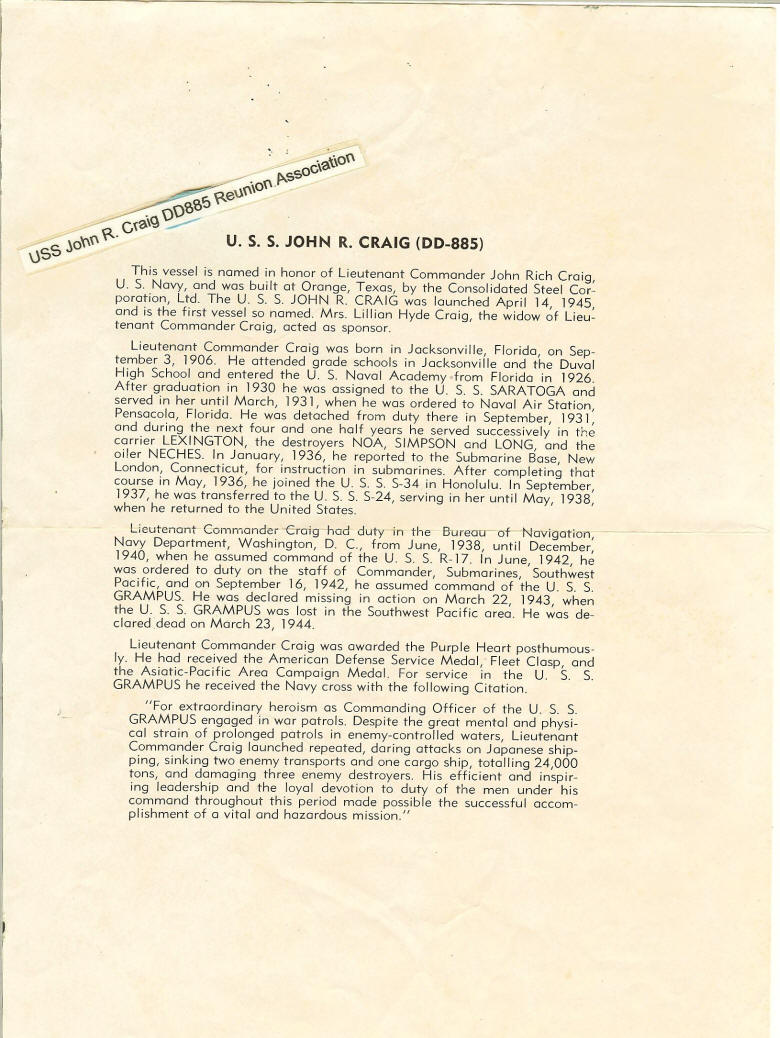 USS John R. Craig DD885 Reunion Association
U. S. S. JOHN R. CRAIG (DD-885)
This vessel is named in honor of Lieutenant Commander John Rich Craig,
U. S. Navy, and was built at Orange, Texas, by the Consolidated Steel Cor-
poration, Ltd. The U. S. S. JOHN R. CRAIG was launched April 14, 1945,
and is the first vessel so named. Mrs. Lillian Hyde Craig, the widow of Lieu-
tenant Commander Craig, acted as sponsor.
Lieutenant Commander Craig was born in Jacksonville, Florida, on Sep-
tember 3, 1906. He attended grade schools in Jacksonville and the Duval
High School and entered the U. S. Naval Academy from Florida in 1926.
After graduation in 1930 he was assigned to the U. S. S. SARATOGA and
served in her until March, 1931, when he was ordered to Naval Air Station,
Pensacola, Florida. He was detached from duty there in September, 1931,
and during the next four and one half years he served successively in the
carrier LEXINGTON, the destroyers NOA, SIMPSON and LONG, and the
oiler NECHES. In January, 1936, he reported to the Submarine Base, New
London, Connecticut, for instruction in submarines. After completing that
course in May, 1936, he joined the U. S. S. S-34 in Honolulu. In September,
1937, he was transferred to the U. S. S. S-24, serving in her until May, 1938,
when he returned to the United States.
Lieutenant Commander Craig had duty in the Bureau of Navigation,
Navy Department, Washington, D. C., from June, 1938, until December,
1940, when he assumed command of the U. S. S. R-17. In June, 1942, he
was ordered to duty on the staff of Commander, Submarines, Southwest
Pacific, and on September 16, 1942, he assumed command of the U. S. S.
GRAMPUS. He was declared missing in action on March 22, 1943, when
the U. S. S. GRAMPUS was lost in the Southwest Pacific area. He was de-
clared dead on March 23, 1944.
Lieutenant Commander Craig was awarded the Purple Heart posthumous-
ly. He had received the American Defense Service Medal, Fleet Clasp, and
the Asiatic-Pacific Area Campaign Medal. For service in the U. S. S.
GRAMPUS he received the Navy cross with the following Citation.
"For extraordinary heroism as Commanding Officer of the U. S. S.
GRAMPUS engaged in war patrols. Despite the great mental and physi-
cal strain of prolonged patrols in enemy-controlled waters, Lieutenant
Commander Craig launched repeated, daring attacks on Japanese ship-
ping, sinking two enemy transports and one cargo ship, totalling 24,000
tons, and damaging three enemy destroyers. His efficient and inspir-
ing leadership and the loyal devotion to duty of the men under his
command throughout this period made possible the successful accom-
plishment of a vital and hazardous mission."